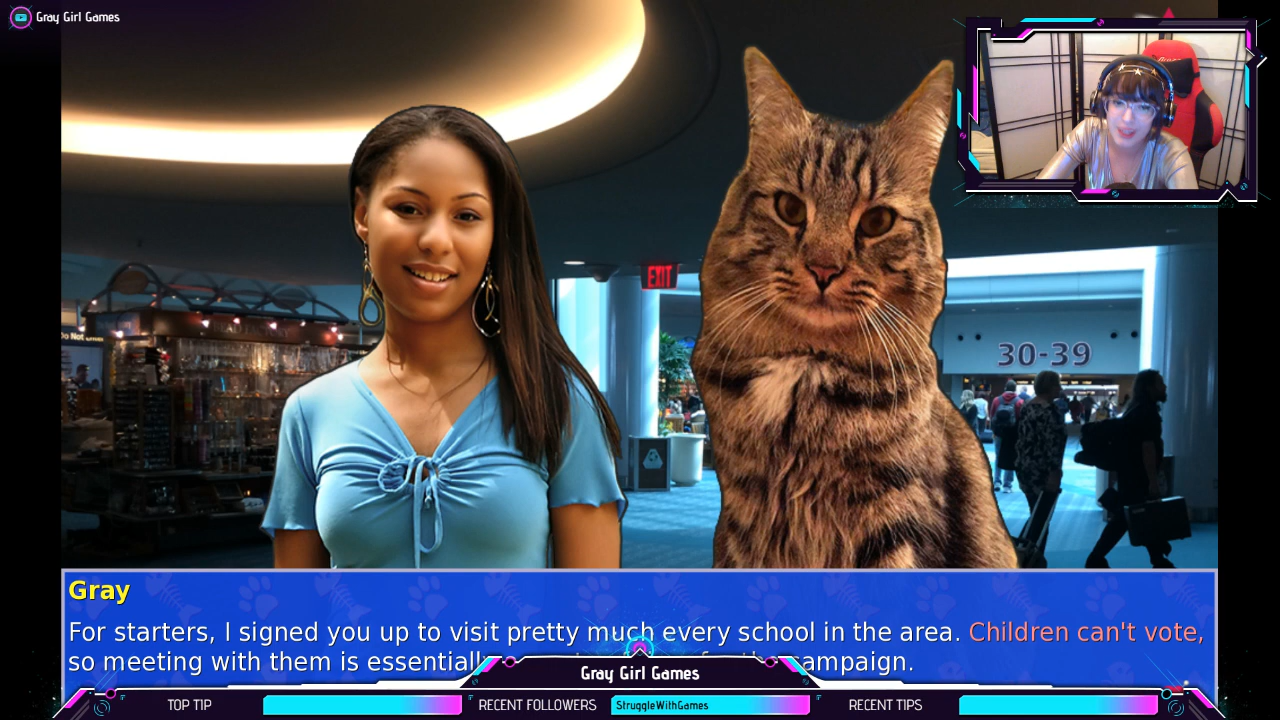 Gray Girl Games
EXIT
30-39
Gray
For starters, I signed you up to visit pretty much every school in the area. Children can't vote,
so meeting with them is essentially campaign.
Gray Girl Games
TOP TIP
RECENT FOLLOWERS
StruggleWithGames
RECENT TIPS